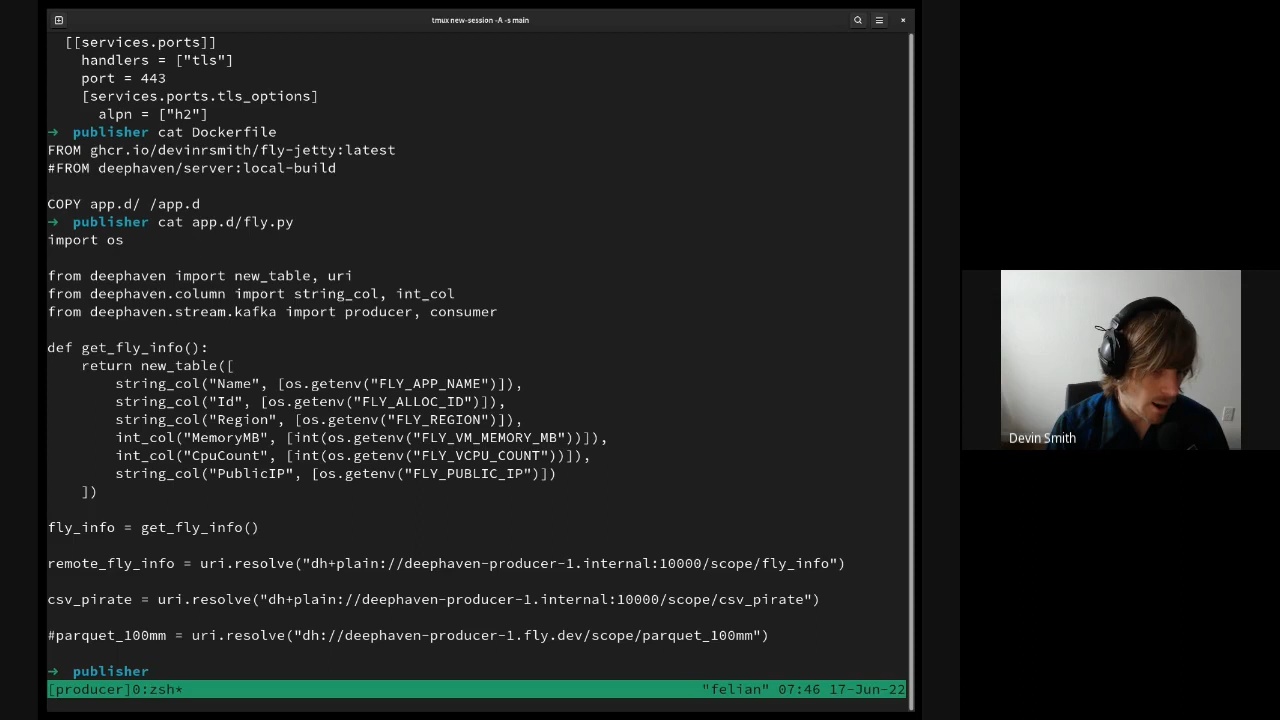 tmux new-session -A -s main
[[services.ports]]
handlers = ["tls"]
port = 443
[services.ports.tls_options]
alpn = ["h2"]
→ publisher cat Dockerfile
FROM ghcr.io/devinrsmith/fly-jetty:latest
#FROM deephaven/server:local-build
COPY app.d/ /app.d
→ publisher cat app.d/fly.py
import os
from deephaven import new_table, uri
from deephaven.column import string_col, int_col
from deephaven.stream.kafka import producer, consumer
def get_fly_info():
return new_table([
string_col("Name", [os.getenv("FLY_APP_NAME")]),
string_col("Id", [os.getenv("FLY_ALLOC_ID")]),
string_col("Region", [os.getenv("FLY_REGION")]),
int_col("MemoryMB", [int(os.getenv("FLY_VM_MEMORY_MB"))]),
int_col("CpuCount", [int(os.getenv("FLY_VCPU_COUNT"))]),
string_col("PublicIP", [os.getenv("FLY_PUBLIC_IP")])
])
fly_info = get_fly_info()
remote_fly_info = uri.resolve("dh+plain://deephaven-producer-1.internal:10000/scope/fly_info")
csv_pirate = uri.resolve("dh+plain://deephaven-producer-1.internal:10000/scope/csv_pirate")
#parquet_100mm = uri.resolve("dh://deephaven-producer-1.fly.dev/scope/parquet_100mm")
→ publisher
[producer]0:zsh* "felian" 07:46 17-Jun-22
Devin Smith